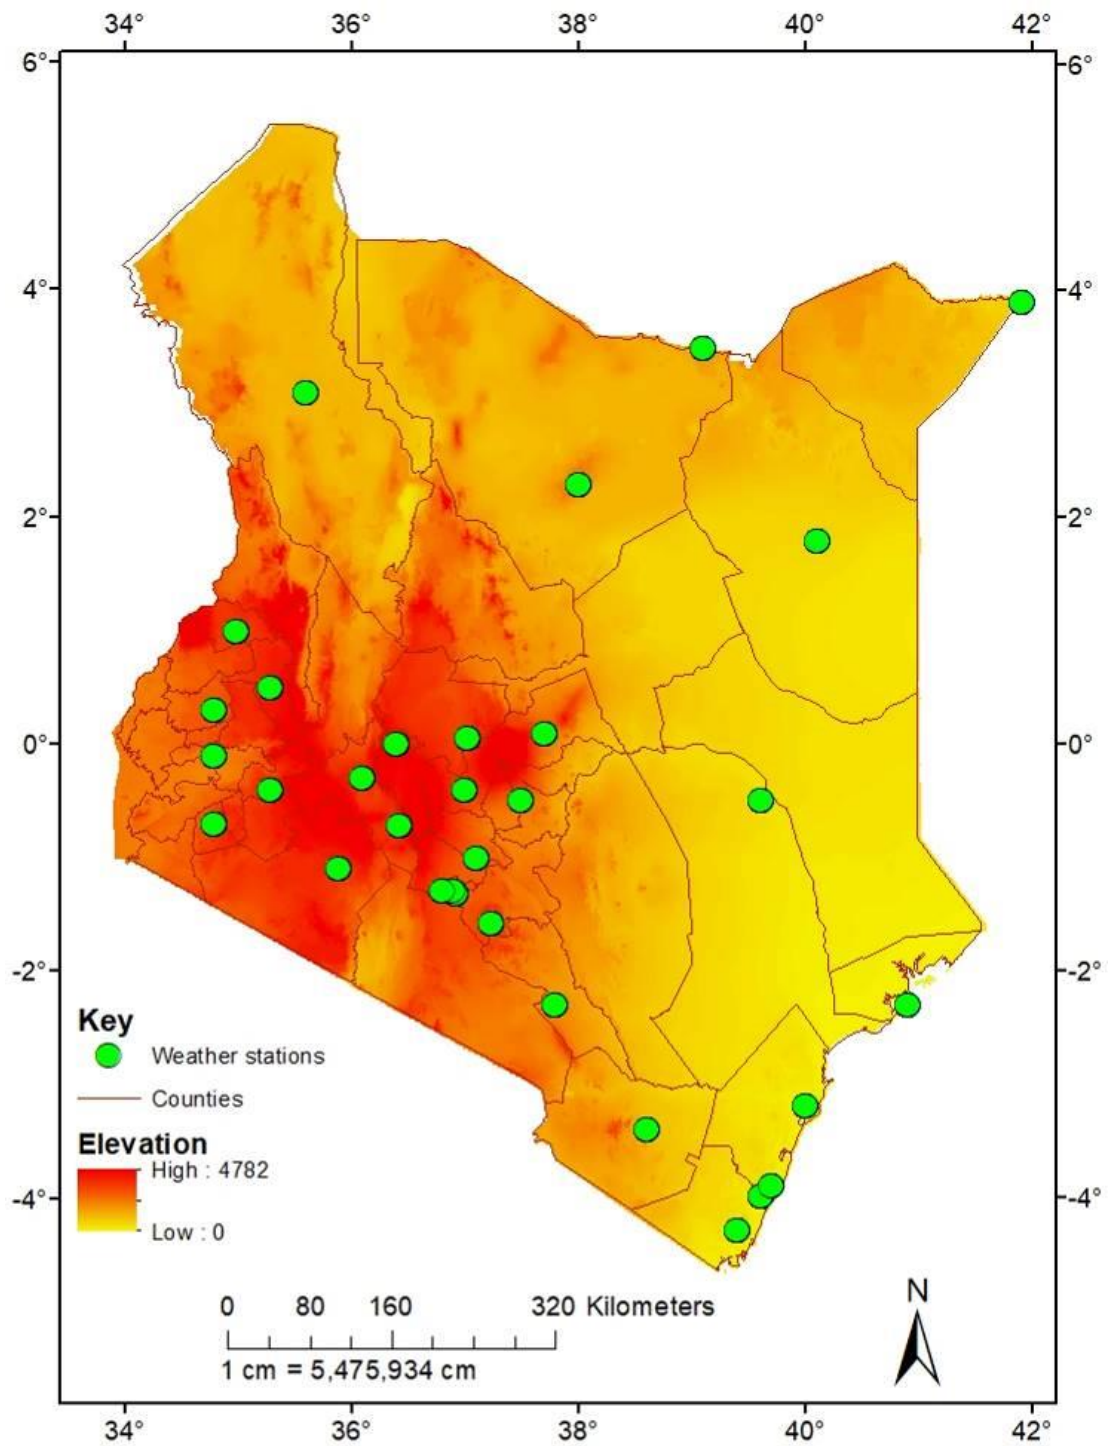 34° 36° 38° 40° 42°
6° 6°
4° 4°
2° 2°
0° 0°
-2° -2°
Key
Weather stations
Counties
Elevation
High : 4782
-4° -4°
Low : 0
N
0 80 160 320 Kilometers
1 cm = 5,475,934 cm
34° 36° 38° 40° 42°